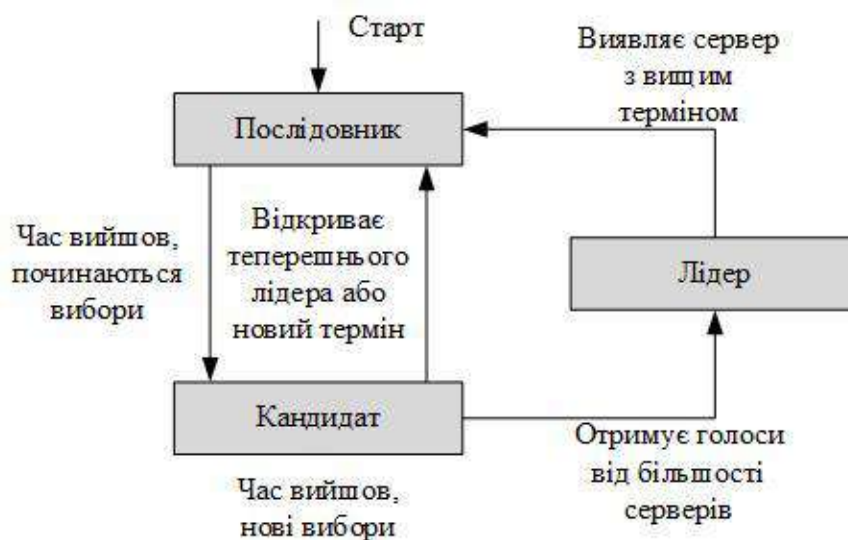 Старт
Виявляє сервер
з вищим
терміном
Послідовник
Час вийшов,
починаються
вибори
Відкриває
теперешнього
лідера або
новий термін
Лідер
Кандидат
Отримує голоси
від більшості
серверів
Час вийшов,
нові вибори